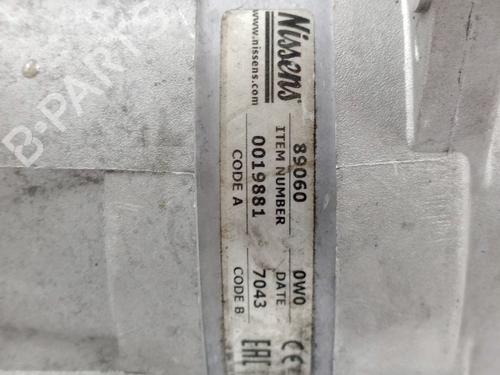 Nissens
www.nissens.com
89060 0W0
ITEM NUMBER DATE
0019881 7043
CODE A CODE B
CE
EAC
B-PARTS